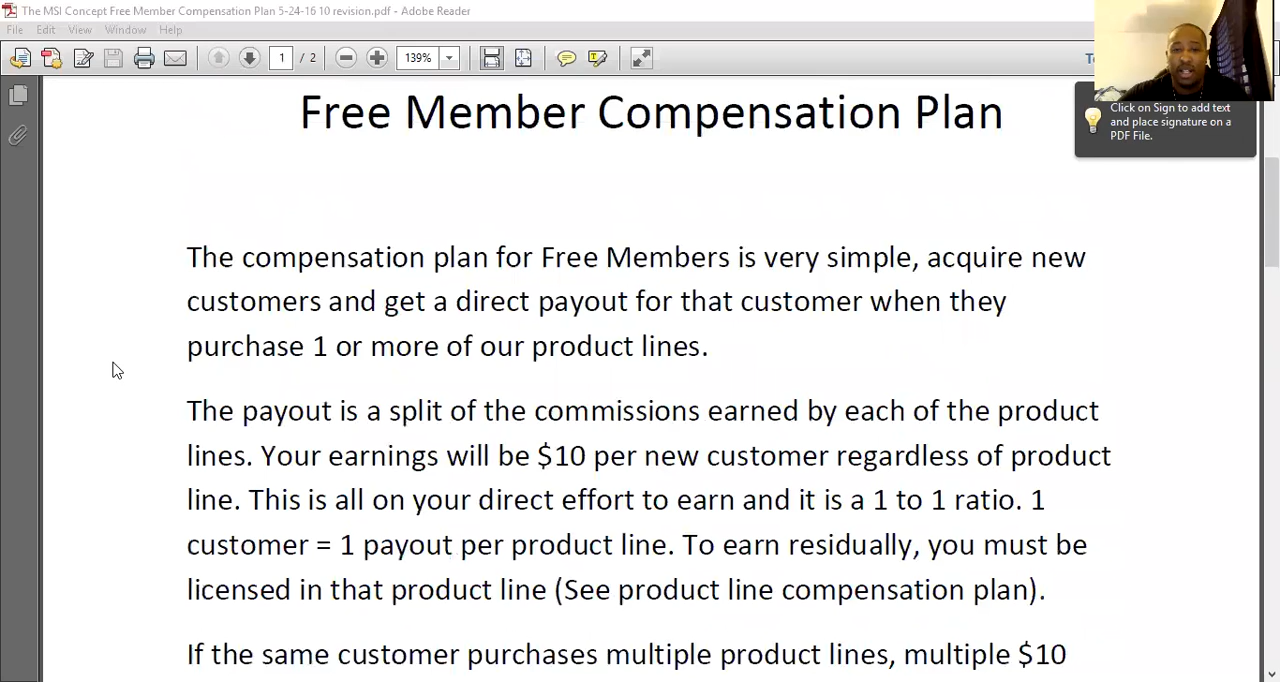 The MSI Concept Free Member Compensation Plan 5-24-16 10 revision.pdf - Adobe Reader
File Edit View Window Help
1 / 2 139%
Click on Sign to add text
and place signature on a
PDF File.
Free Member Compensation Plan
The compensation plan for Free Members is very simple, acquire new
customers and get a direct payout for that customer when they
purchase 1 or more of our product lines.
The payout is a split of the commissions earned by each of the product
lines. Your earnings will be $10 per new customer regardless of product
line. This is all on your direct effort to earn and it is a 1 to 1 ratio. 1
customer = 1 payout per product line. To earn residually, you must be
licensed in that product line (See product line compensation plan).
If the same customer purchases multiple product lines, multiple $10